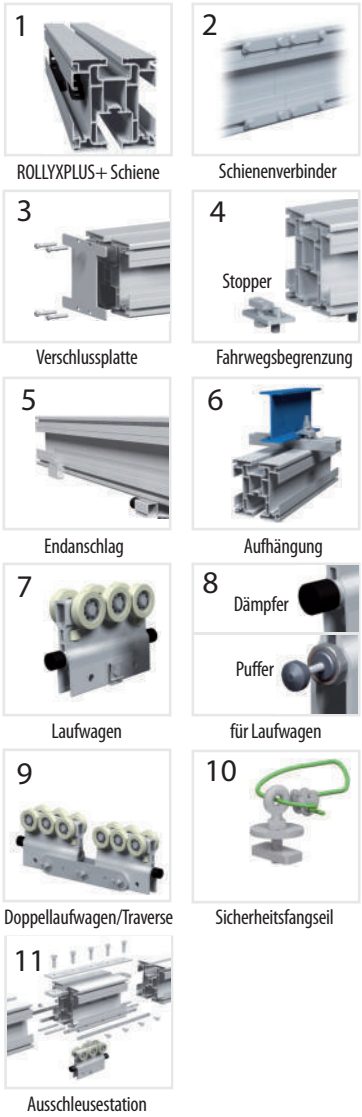 1
ROLLYXPLUS+ Schiene
2
Schienenverbinder
3
Verschlussplatte
4
Stopper
Fahrwegsbegrenzung
5
Endanschlag
6
Aufhängung
7
Laufwagen
8
Dämpfer
Puffer
für Laufwagen
9
Doppellaufwagen/Traverse
10
Sicherheitsfangseil
11
Ausschleusestation